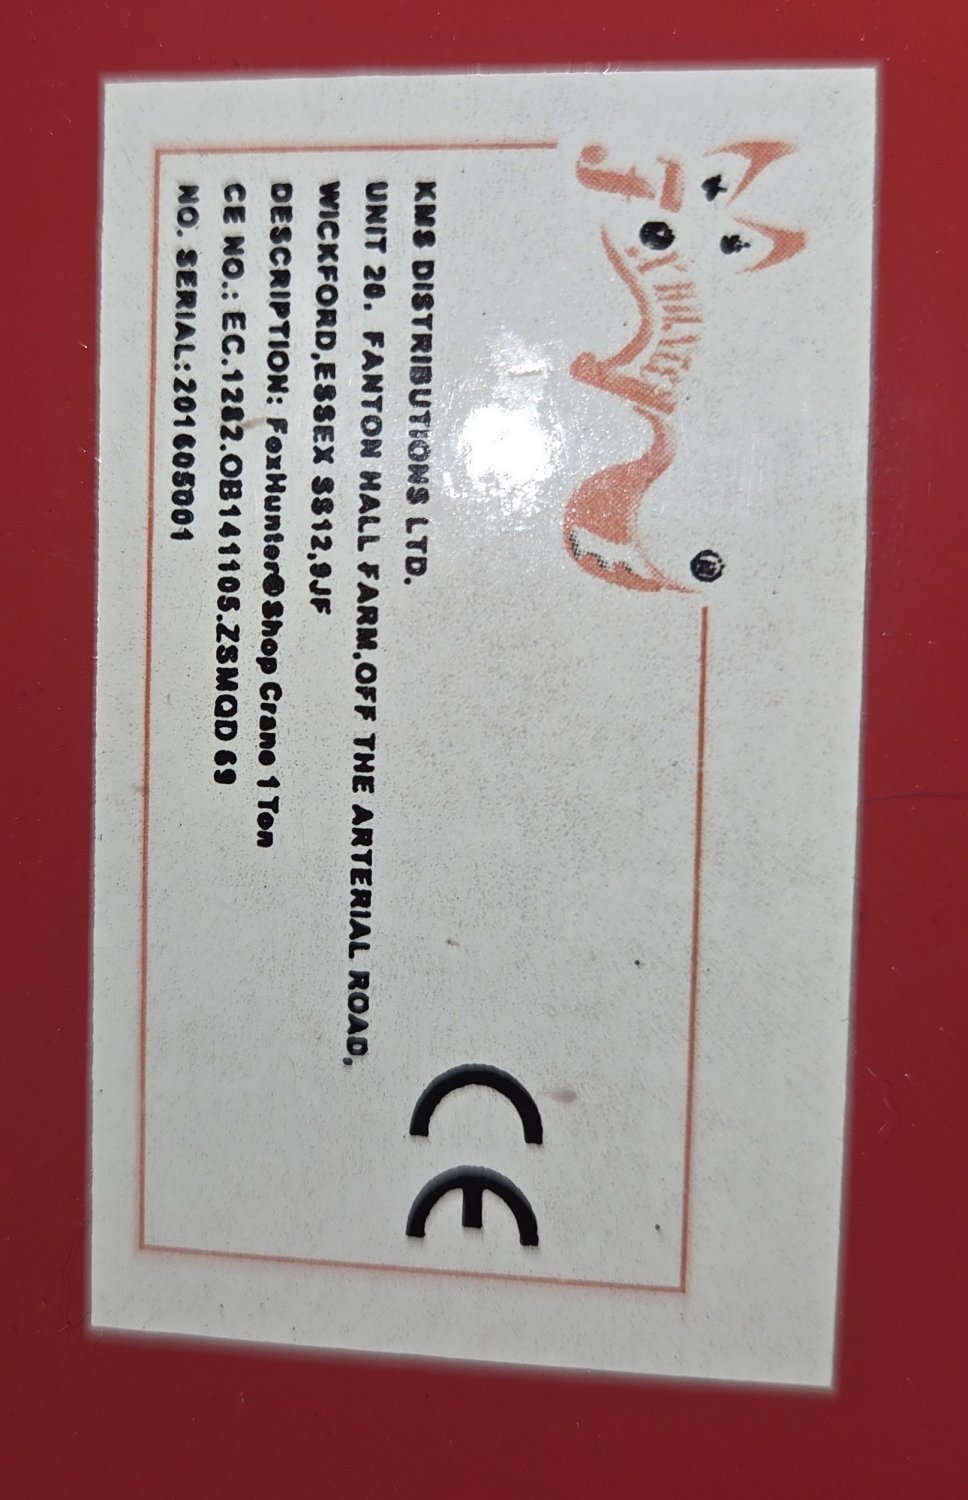 KMS DISTRIBUTIONS LTD.
UNIT 20. FANTON HALL FARM,OFF THE ARTERIAL ROAD,
WICKFORD,ESSEX SS12,9JF
DESCRIPTION: FoxHunter®Shop Crane 1 Ton
CE NO.: EC.1282.OB141105.ZSMQD 69
NO. SERIAL:201605001
CE